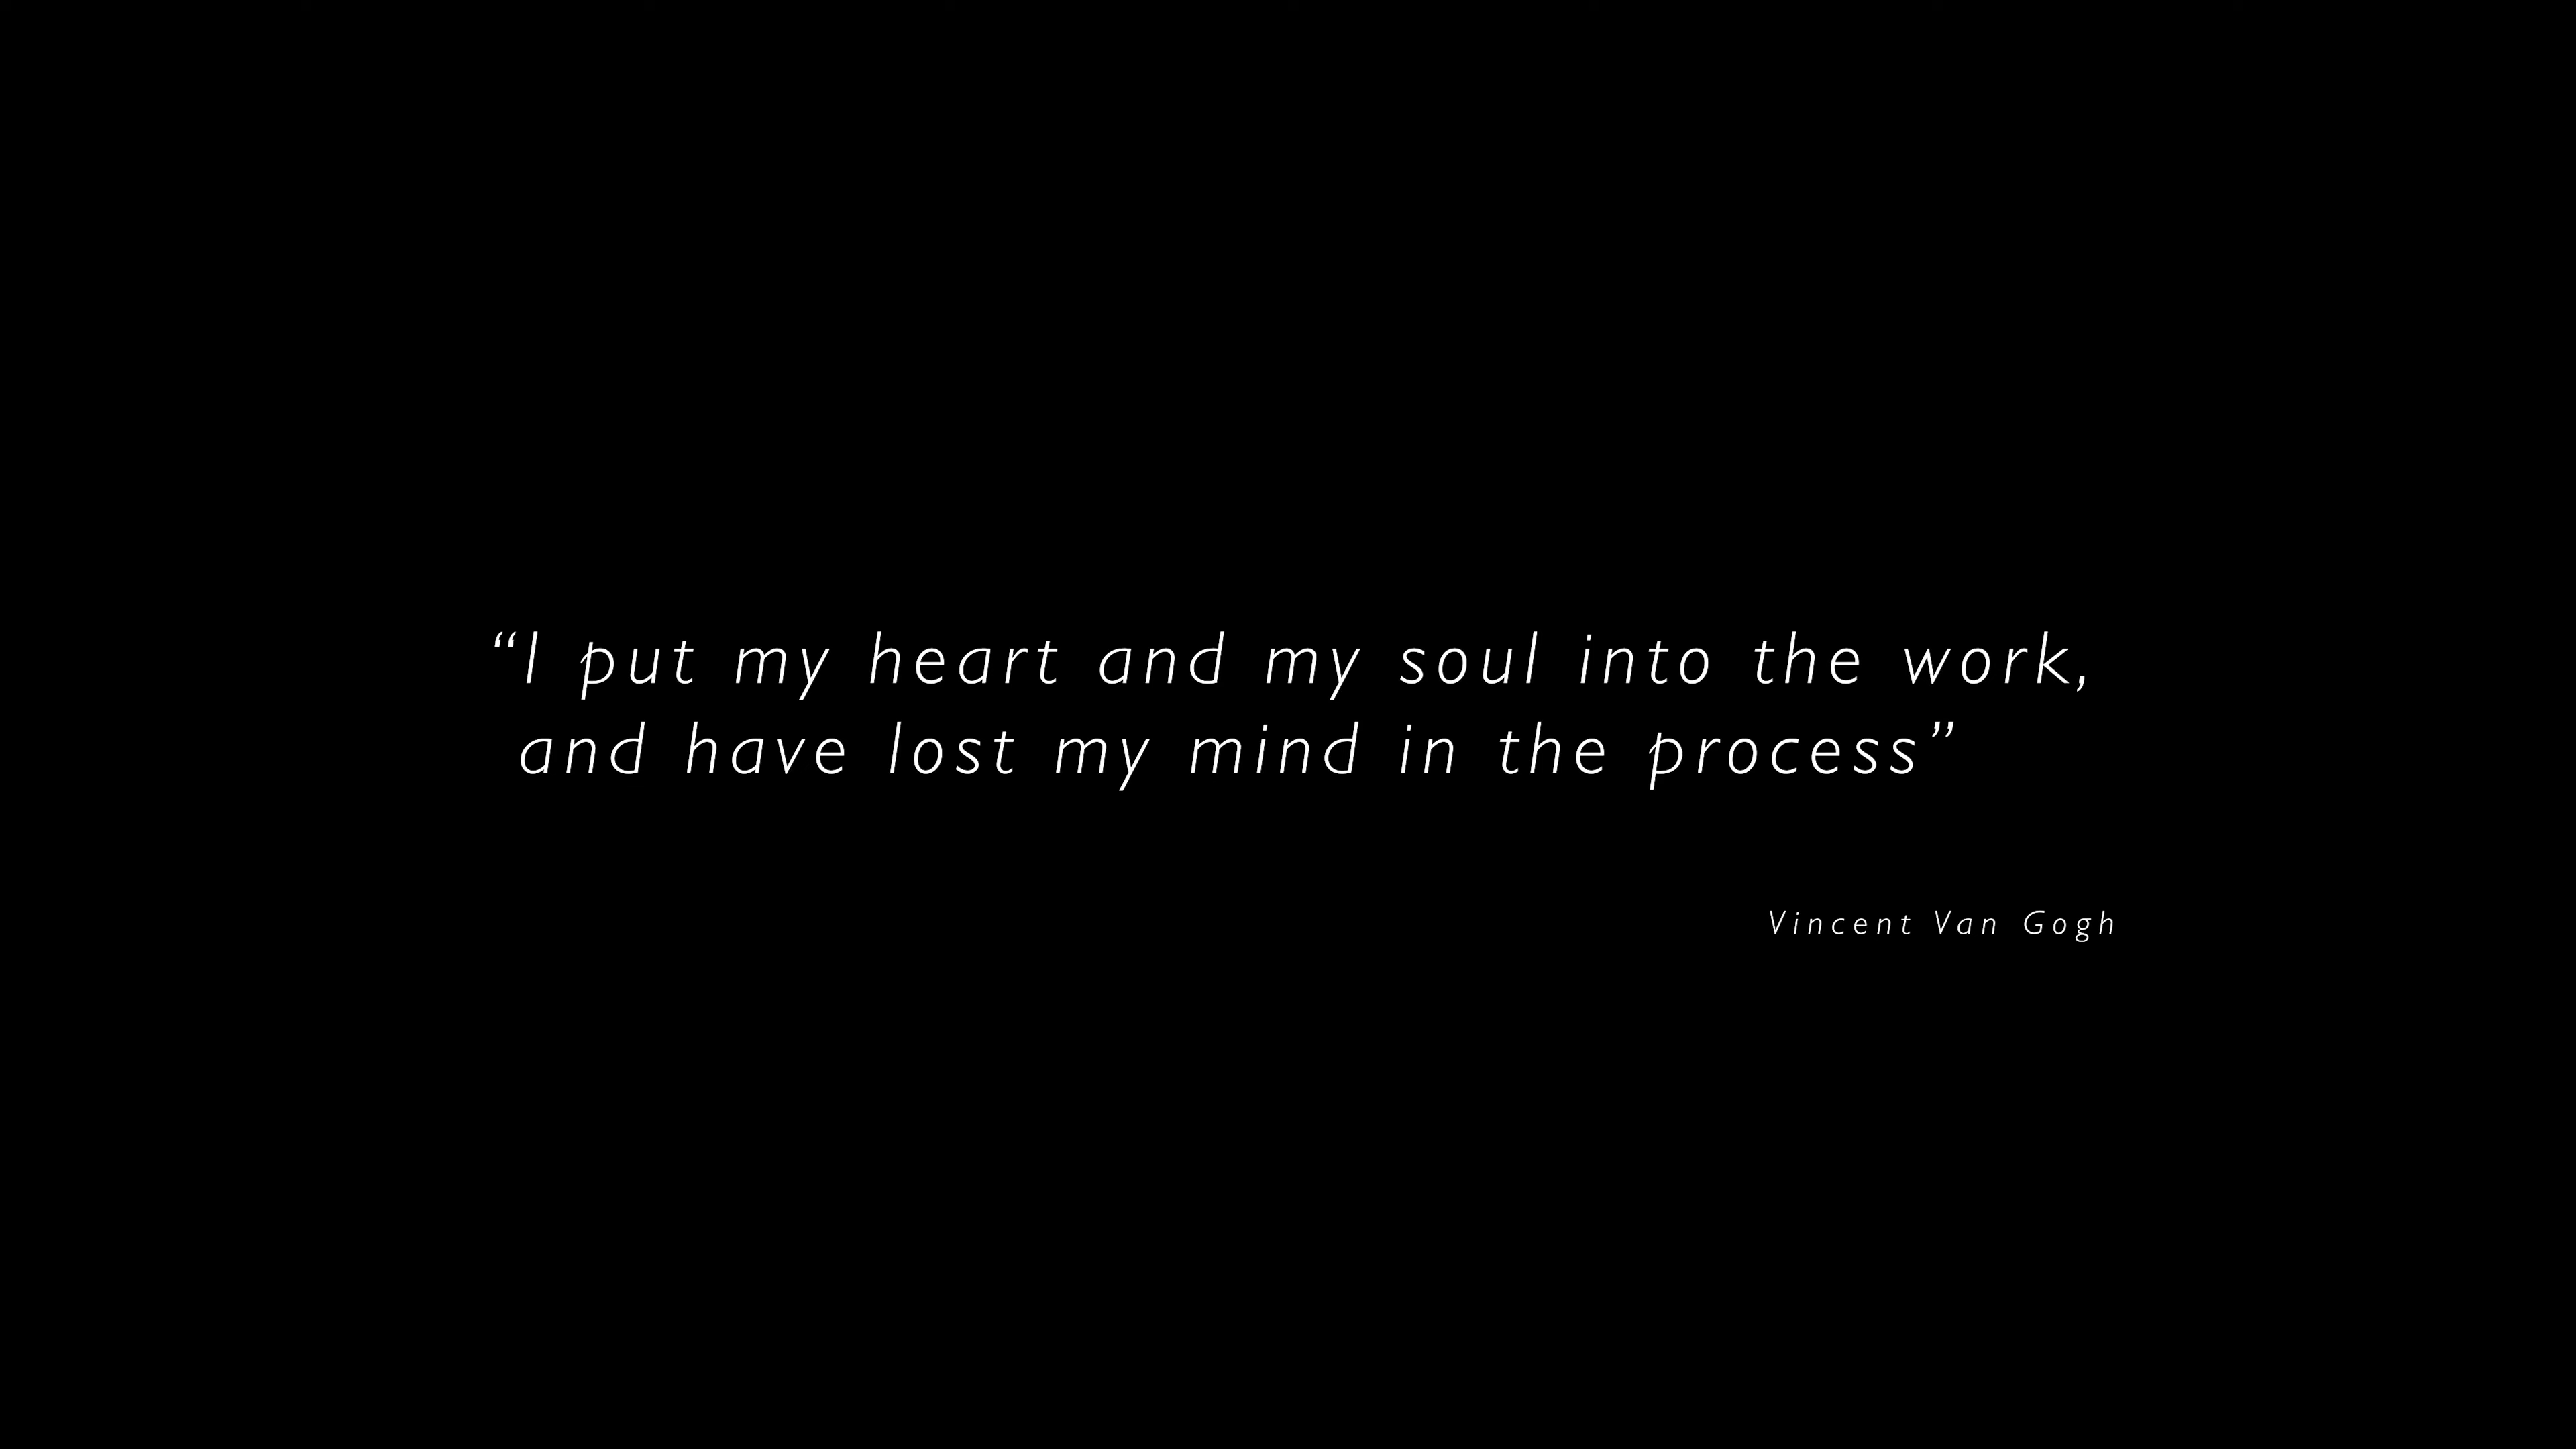 “I put my heart and my soul into the work,
and have lost my mind in the process”
Vincent Van Gogh